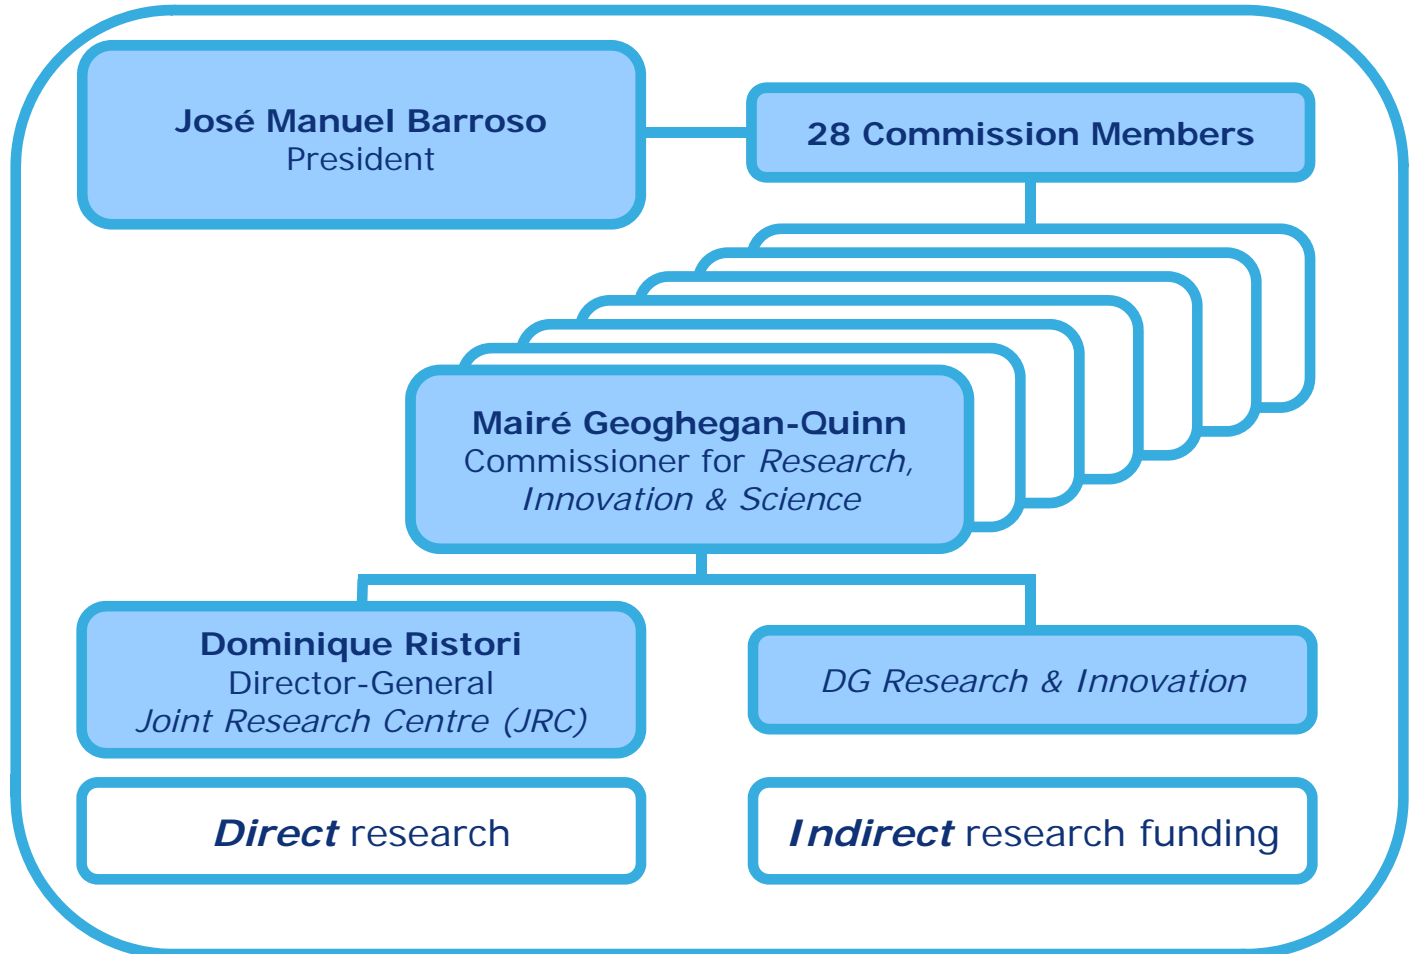 José Manuel Barroso
President
28 Commission Members
Mairé Geoghegan-Quinn
Commissioner for Research,
Innovation & Science
Dominique Ristori
Director-General
Joint Research Centre (JRC)
DG Research & Innovation
Direct research
Indirect research funding